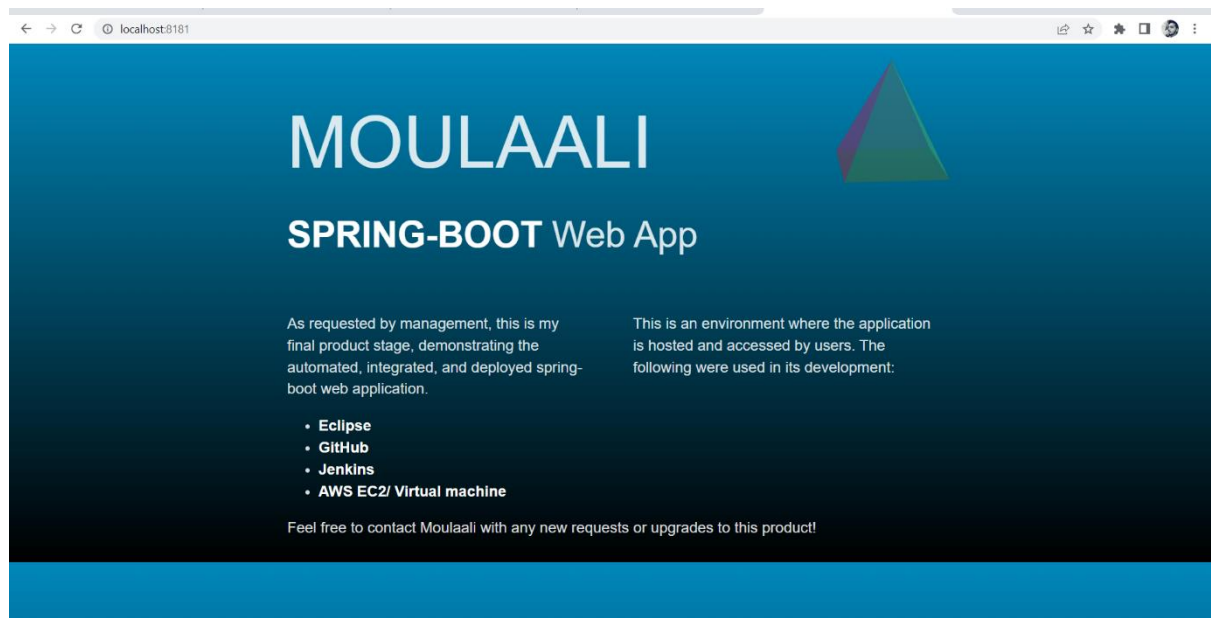 localhost:8181
MOULAALI
SPRING-BOOT Web App
As requested by management, this is my
final product stage, demonstrating the
automated, integrated, and deployed spring-
boot web application.
This is an environment where the application
is hosted and accessed by users. The
following were used in its development:
• Eclipse
• GitHub
• Jenkins
• AWS EC2/ Virtual machine
Feel free to contact Moulaali with any new requests or upgrades to this product!